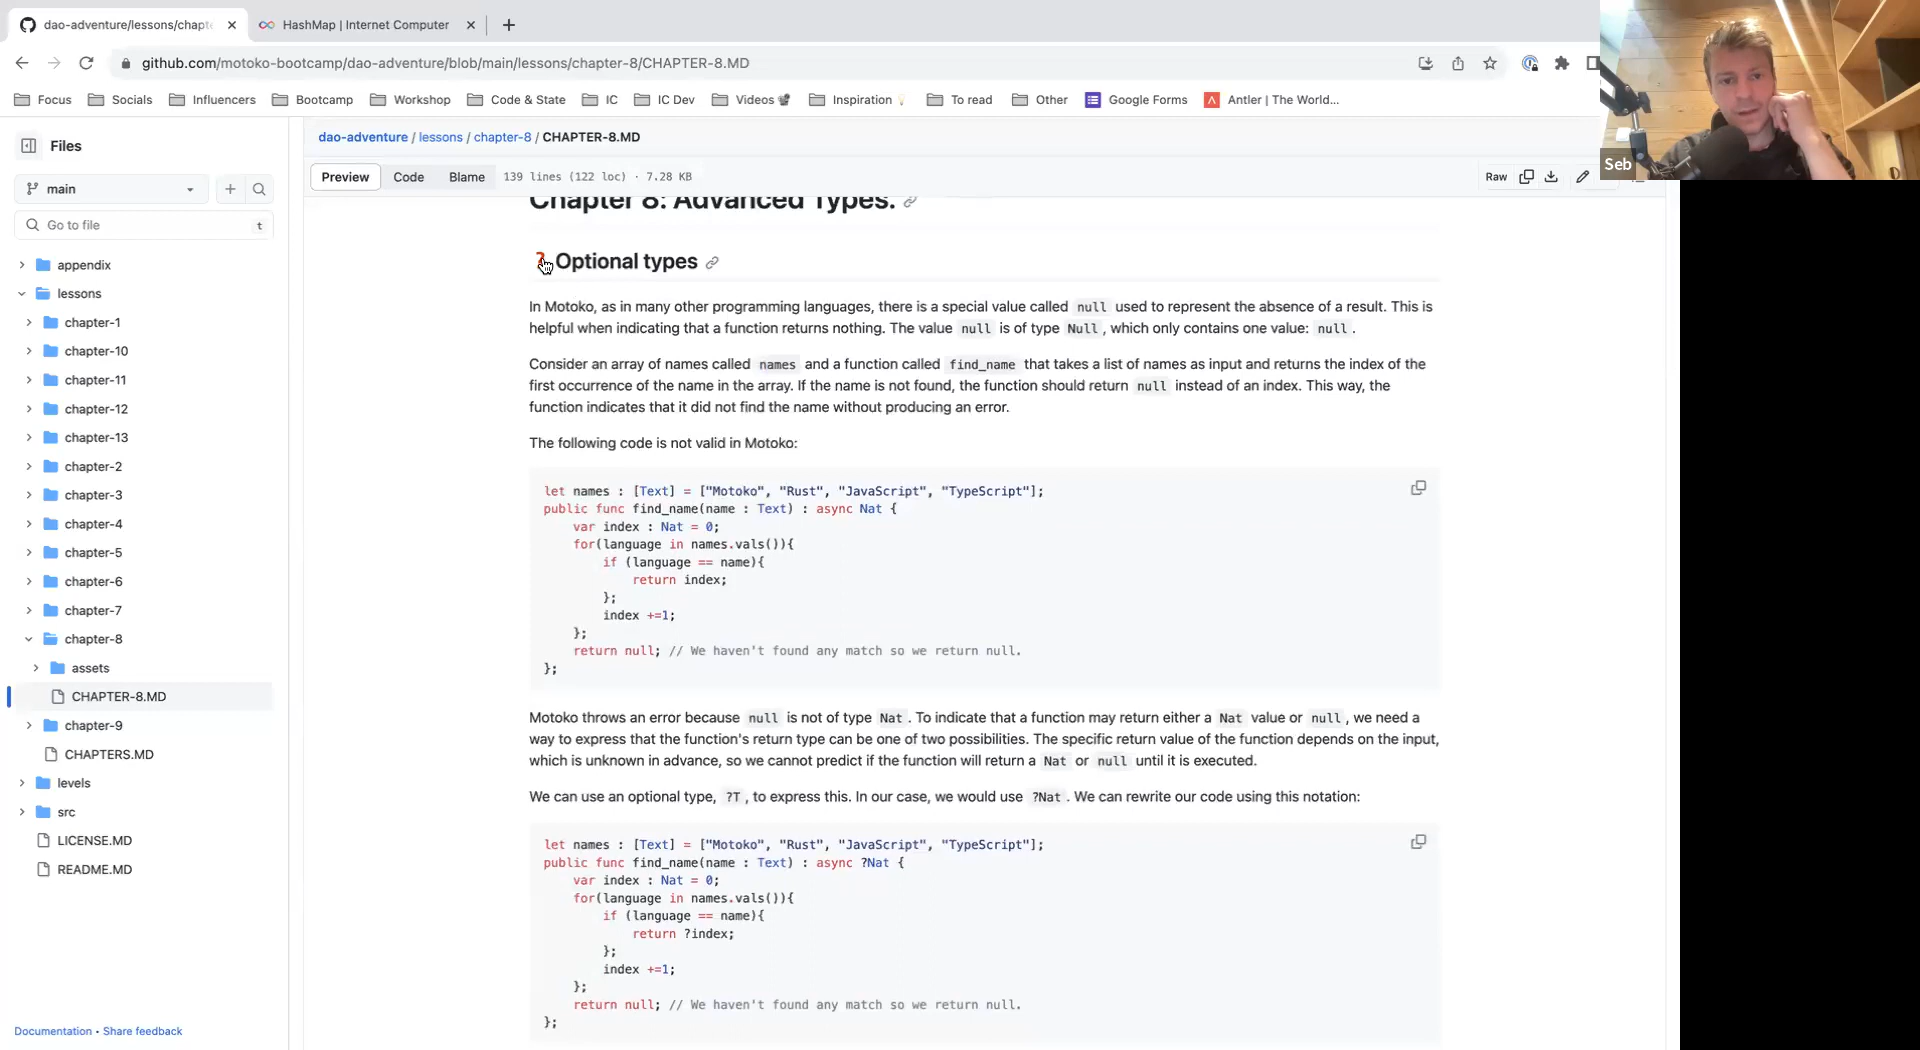 dao-adventure/lessons/chapt
HashMap | Internet Computer
github.com/motoko-bootcamp/dao-adventure/blob/main/lessons/chapter-8/CHAPTER-8.MD
Focus
Socials
Influencers
Bootcamp
Workshop
Code & State
IC
IC Dev
Videos
Inspiration
To read
Other
Google Forms
Antler | The World...
Seb
Files
main
Go to file
t
appendix
lessons
chapter-1
chapter-10
chapter-11
chapter-12
chapter-13
chapter-2
chapter-3
chapter-4
chapter-5
chapter-6
chapter-7
chapter-8
assets
CHAPTER-8.MD
chapter-9
CHAPTERS.MD
levels
src
LICENSE.MD
README.MD
Documentation • Share feedback
dao-adventure / lessons / chapter-8 / CHAPTER-8.MD
Preview
Code
Blame
139 lines (122 loc) · 7.28 KB
Raw
Chapter 8: Advanced Types.
Optional types
In Motoko, as in many other programming languages, there is a special value called null used to represent the absence of a result. This is
helpful when indicating that a function returns nothing. The value null is of type Null, which only contains one value: null.
Consider an array of names called names and a function called find_name that takes a list of names as input and returns the index of the
first occurrence of the name in the array. If the name is not found, the function should return null instead of an index. This way, the
function indicates that it did not find the name without producing an error.
The following code is not valid in Motoko:
let names : [Text] = ["Motoko", "Rust", "JavaScript", "TypeScript"];
public func find_name(name : Text) : async Nat {
var index : Nat = 0;
for(language in names.vals()){
if (language == name){
return index;
};
index +=1;
};
return null; // We haven't found any match so we return null.
};
Motoko throws an error because null is not of type Nat. To indicate that a function may return either a Nat value or null, we need a
way to express that the function's return type can be one of two possibilities. The specific return value of the function depends on the input,
which is unknown in advance, so we cannot predict if the function will return a Nat or null until it is executed.
We can use an optional type, ?T, to express this. In our case, we would use ?Nat. We can rewrite our code using this notation:
let names : [Text] = ["Motoko", "Rust", "JavaScript", "TypeScript"];
public func find_name(name : Text) : async ?Nat {
var index : Nat = 0;
for(language in names.vals()){
if (language == name){
return ?index;
};
index +=1;
};
return null; // We haven't found any match so we return null.
};